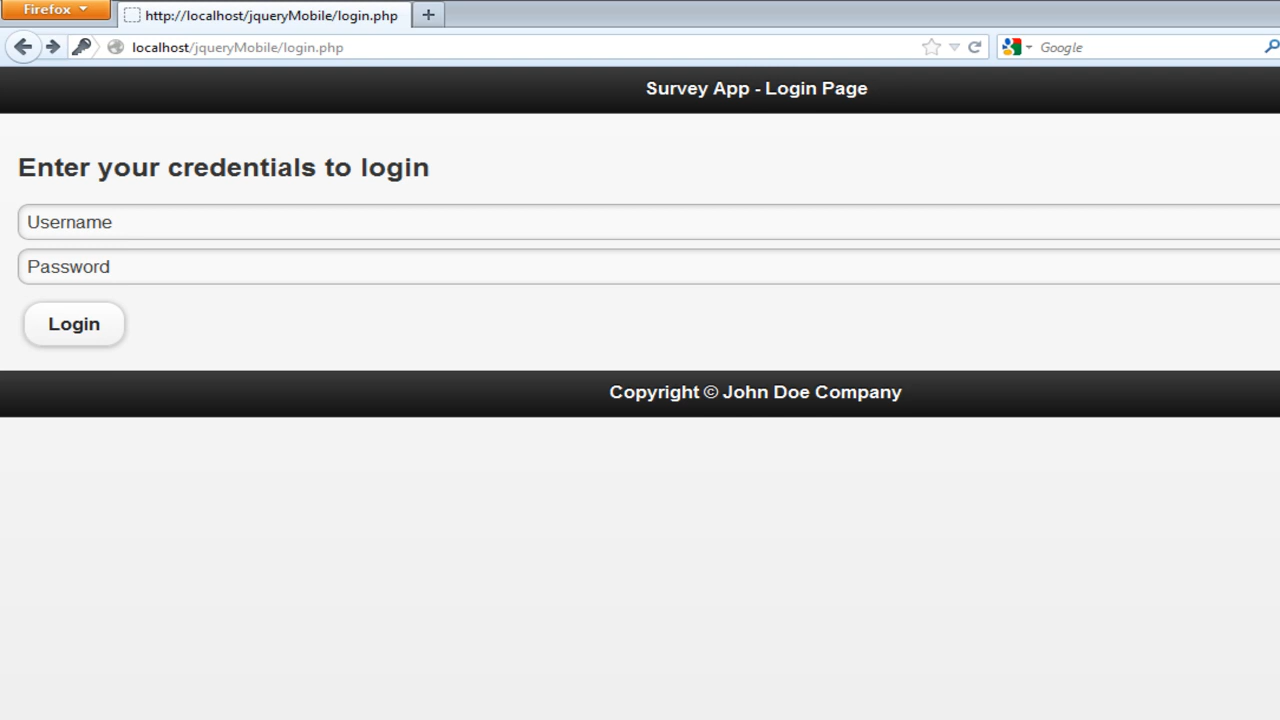 Firefox
http://localhost/jqueryMobile/login.php
localhost/jqueryMobile/login.php
Google
Survey App - Login Page
Enter your credentials to login
Username
Password
Login
Copyright © John Doe Company